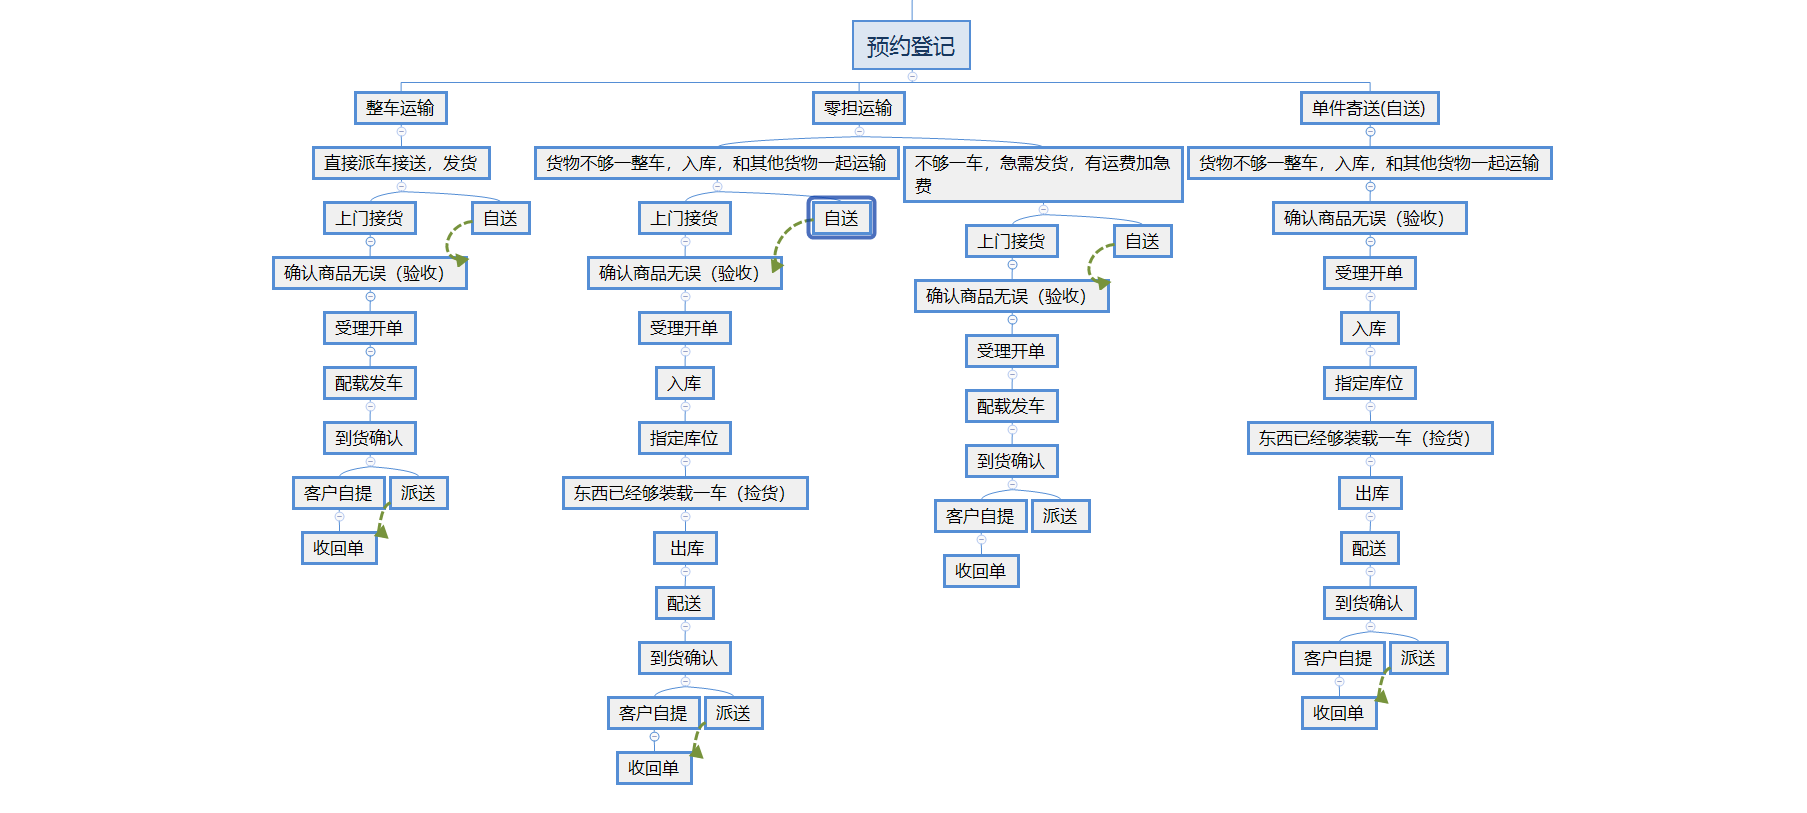 预约登记
整车运输
直接派车接送，发货
上门接货
自送
确认商品无误（验收）
受理开单
配载发车
到货确认
客户自提
派送
收回单
零担运输
货物不够一整车，入库，和其他货物一起运输
上门接货
自送
确认商品无误（验收）
受理开单
入库
指定库位
东西已经够装载一车（捡货）
出库
配送
到货确认
客户自提
派送
收回单
不够一车，急需发货，有运费加急
费
上门接货
自送
确认商品无误（验收）
受理开单
配载发车
到货确认
客户自提
派送
收回单
单件寄送(自送)
货物不够一整车，入库，和其他货物一起运输
确认商品无误（验收）
受理开单
入库
指定库位
东西已经够装载一车（捡货）
出库
配送
到货确认
客户自提
派送
收回单